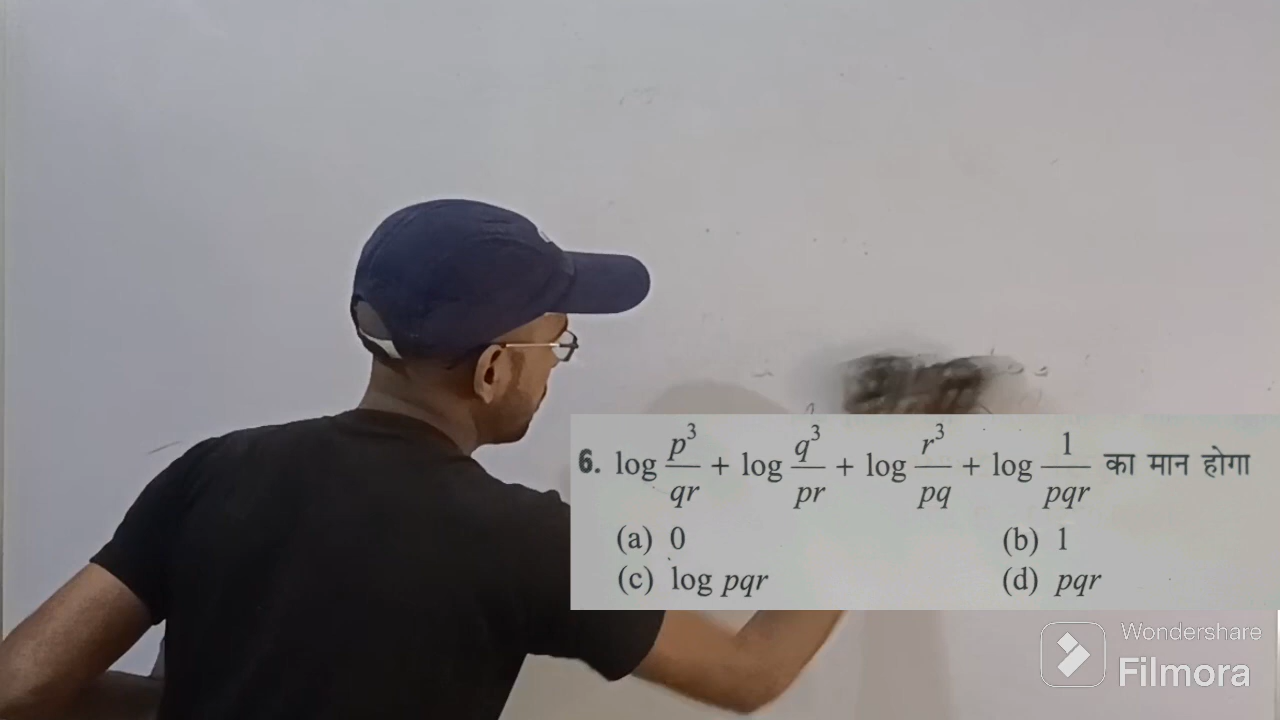 6. log p³/qr + log q³/pr + log r³/pq + log 1/pqr का मान होगा
(a) 0 (b) 1
(c) log pqr (d) pqr
Wondershare
Filmora